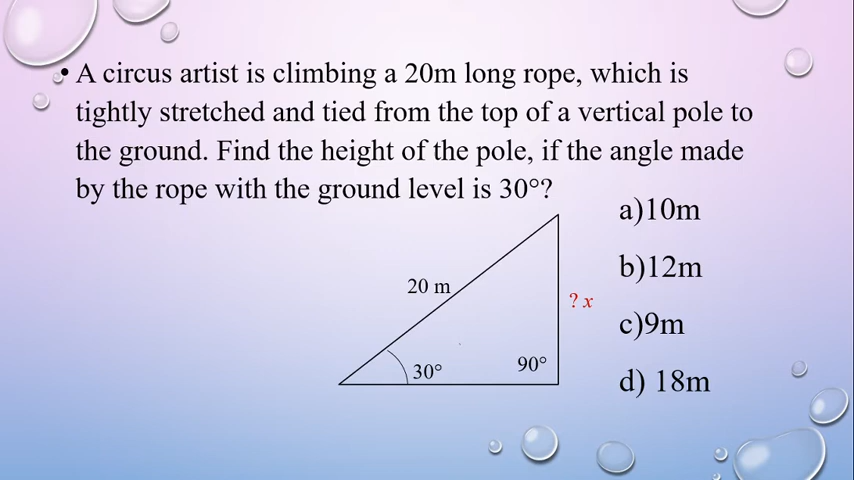 • A circus artist is climbing a 20m long rope, which is
tightly stretched and tied from the top of a vertical pole to
the ground. Find the height of the pole, if the angle made
by the rope with the ground level is 30°?
a)10m
b)12m
20 m
? x
c)9m
30°
90°
d) 18m